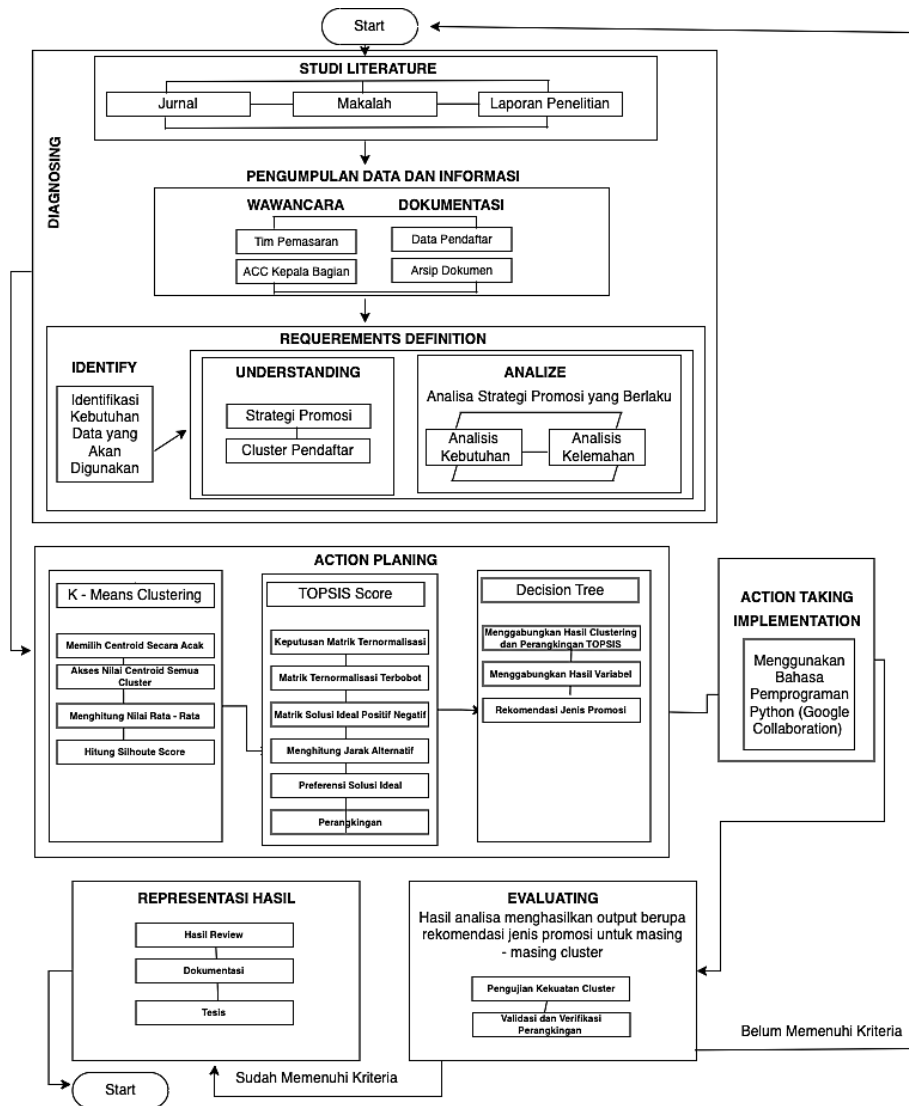 Start
STUDI LITERATURE
Jurnal
Makalah
Laporan Penelitian
DIAGNOSING
PENGUMPULAN DATA DAN INFORMASI
WAWANCARA
DOKUMENTASI
Tim Pemasaran
Data Pendaftar
ACC Kepala Bagian
Arsip Dokumen
REQUEREMENTS DEFINITION
IDENTIFY
Identifikasi
Kebutuhan
Data yang
Akan
Digunakan
UNDERSTANDING
Strategi Promosi
Cluster Pendaftar
ANALIZE
Analisa Strategi Promosi yang Berlaku
Analisis
Kebutuhan
Analisis
Kelemahan
ACTION PLANING
K - Means Clustering
Memilih Centroid Secara Acak
Akses Nilai Centroid Semua
Cluster
Menghitung Nilai Rata - Rata
Hitung Silhoute Score
TOPSIS Score
Keputusan Matrik Ternormalisasi
Matrik Ternormalisasi Terbobot
Matrik Solusi Ideal Positif Negatif
Menghitung Jarak Alternatif
Preferensi Solusi Ideal
Perangkingan
Decision Tree
Menggabungkan Hasil Clustering
dan Perangkingan TOPSIS
Menggabungkan Hasil Variabel
Rekomendasi Jenis Promosi
ACTION TAKING
IMPLEMENTATION
Menggunakan
Bahasa
Pemprograman
Python (Google
Collaboration)
REPRESENTASI HASIL
Hasil Review
Dokumentasi
Tesis
EVALUATING
Hasil analisa menghasilkan output berupa
rekomendasi jenis promosi untuk masing
- masing cluster
Pengujian Kekuatan Cluster
Validasi dan Verifikasi
Perangkingan
Belum Memenuhi Kriteria
Sudah Memenuhi Kriteria
Start